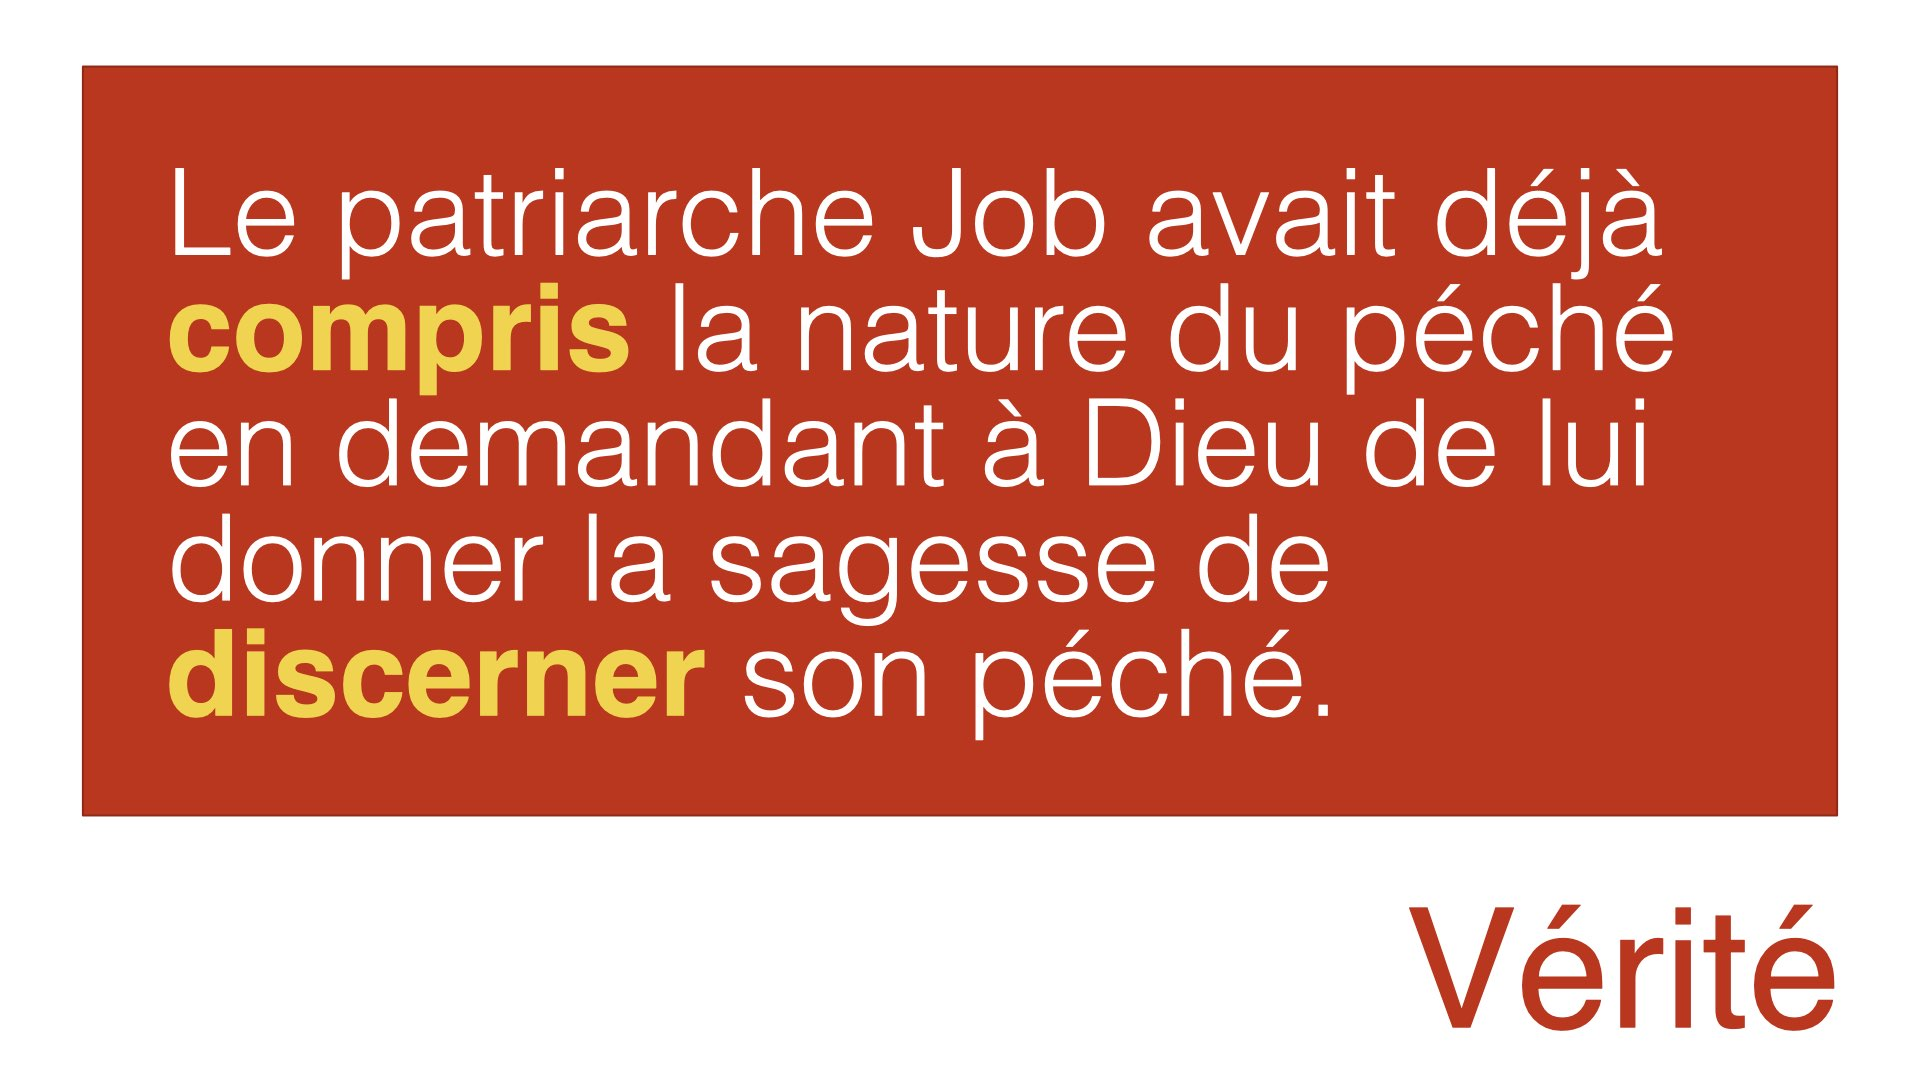 Le patriarche Job avait déjà
compris la nature du péché
en demandant à Dieu de lui
donner la sagesse de
discerner son péché.
Vérité